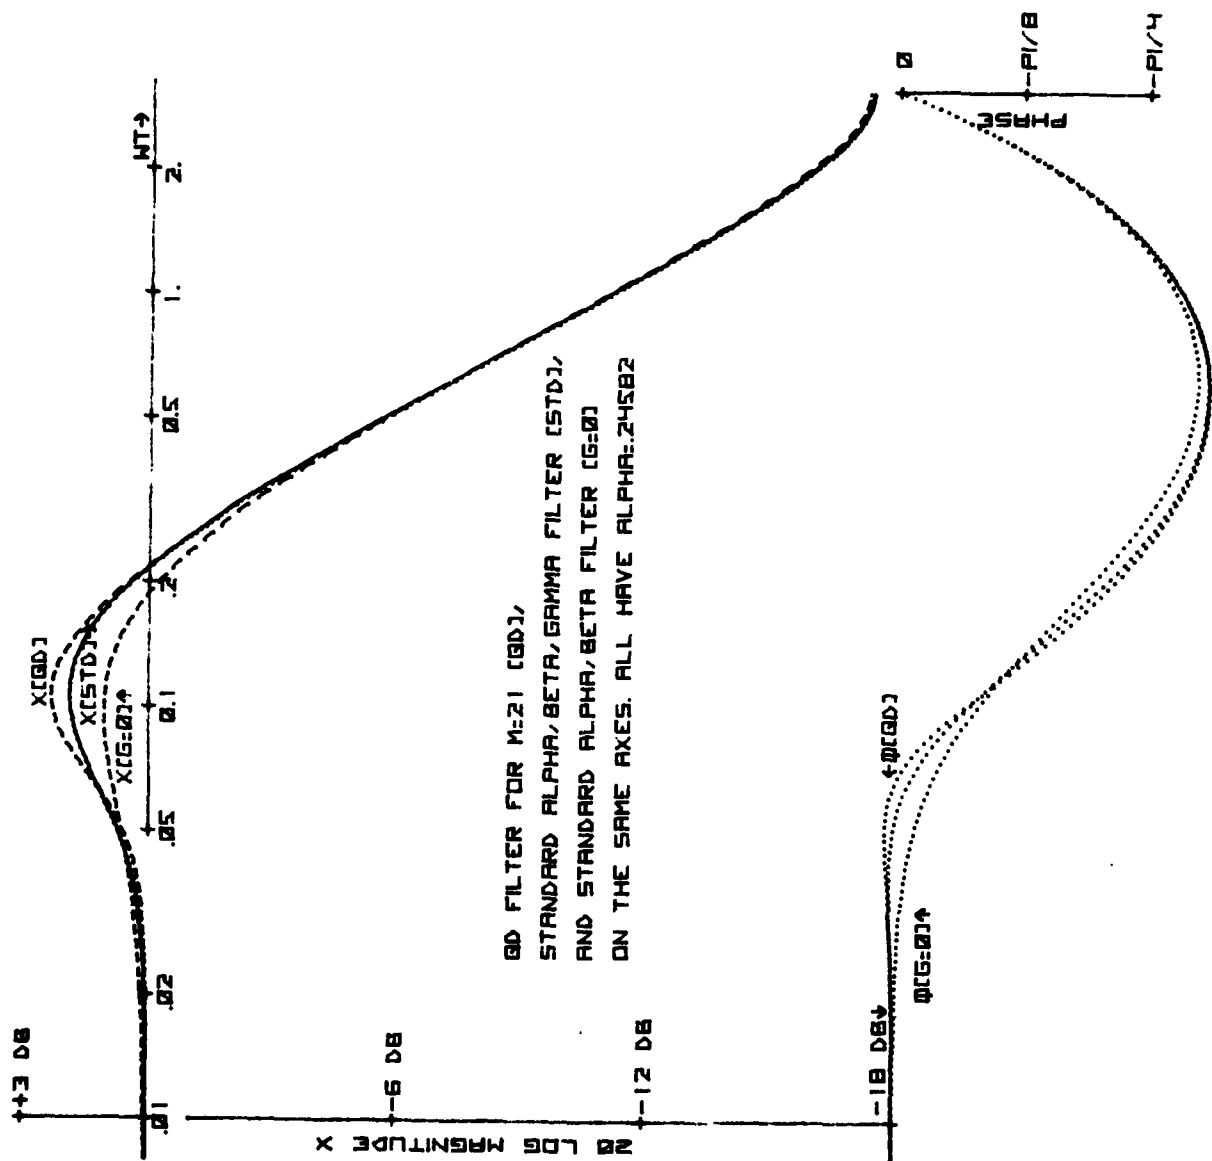 +3 DB
-6 DB
-12 DB
-18 DB↓
20 LOG MAGNITUDE X
.01
.02
.05
0.1
.2
0.5
1.
2.
WT→
X[QD]
X[STD]↗
X[G=0]↑
QD FILTER FOR M=21 [QD],
STANDARD ALPHA,BETA,GAMMA FILTER [STD],
AND STANDARD ALPHA,BETA FILTER [G=0]
ON THE SAME AXES. ALL HAVE ALPHA=.24582
←Φ[QD]
Φ[G=0]↑
0
-PI/8
-PI/4
PHASE